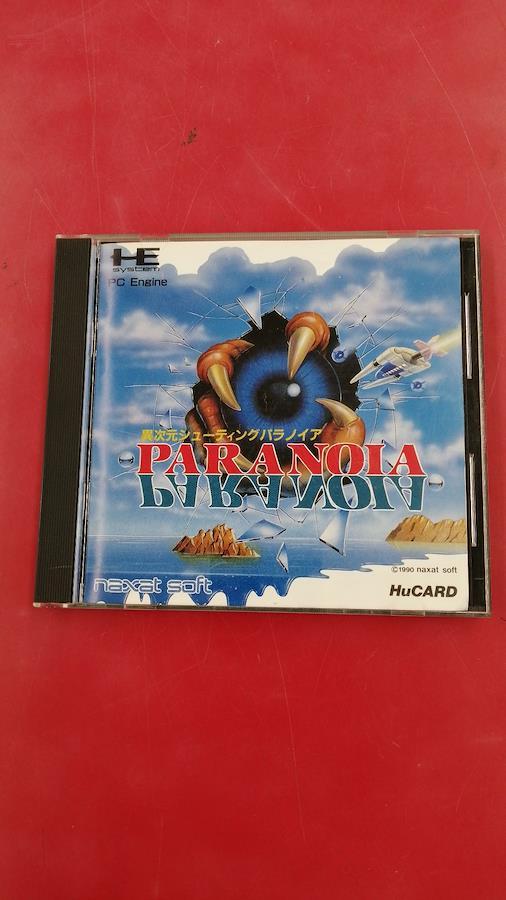 HE
system
PC Engine
異次元シューティングパラノイア
PARANOIA
PARANOIA
©1990 naxat soft
naxat soft
HuCARD